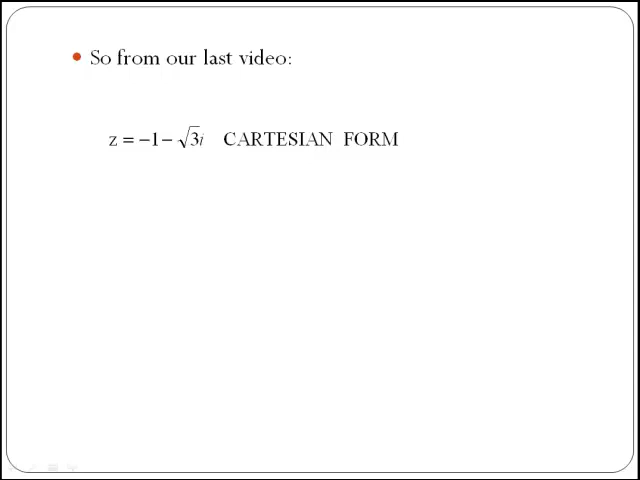 So from our last video:
z = −1 − √3i CARTESIAN FORM